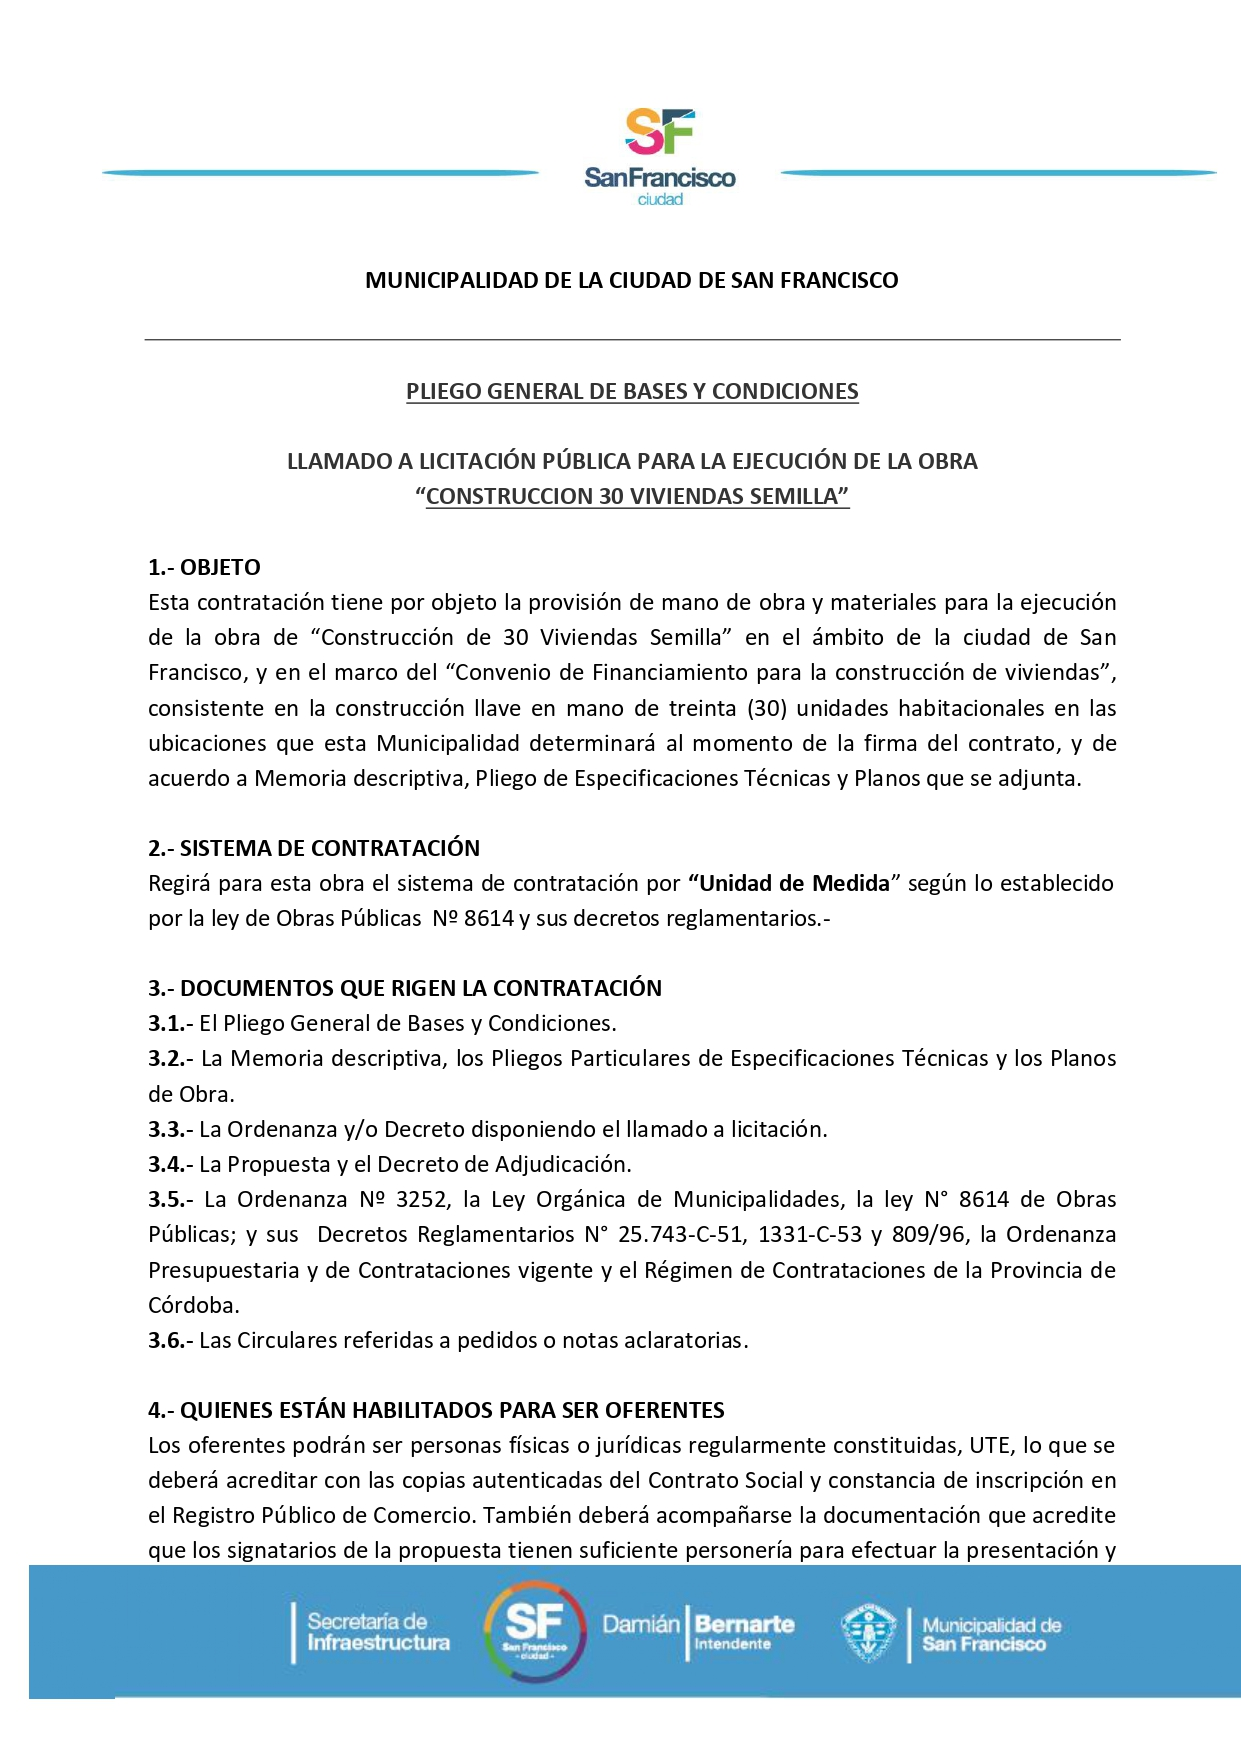 SF
SanFrancisco
ciudad
MUNICIPALIDAD DE LA CIUDAD DE SAN FRANCISCO
PLIEGO GENERAL DE BASES Y CONDICIONES
LLAMADO A LICITACIÓN PÚBLICA PARA LA EJECUCIÓN DE LA OBRA
“CONSTRUCCION 30 VIVIENDAS SEMILLA”
1.- OBJETO
Esta contratación tiene por objeto la provisión de mano de obra y materiales para la ejecución
de la obra de “Construcción de 30 Viviendas Semilla” en el ámbito de la ciudad de San
Francisco, y en el marco del “Convenio de Financiamiento para la construcción de viviendas”,
consistente en la construcción llave en mano de treinta (30) unidades habitacionales en las
ubicaciones que esta Municipalidad determinará al momento de la firma del contrato, y de
acuerdo a Memoria descriptiva, Pliego de Especificaciones Técnicas y Planos que se adjunta.
2.- SISTEMA DE CONTRATACIÓN
Regirá para esta obra el sistema de contratación por “Unidad de Medida” según lo establecido
por la ley de Obras Públicas Nº 8614 y sus decretos reglamentarios.-
3.- DOCUMENTOS QUE RIGEN LA CONTRATACIÓN
3.1.- El Pliego General de Bases y Condiciones.
3.2.- La Memoria descriptiva, los Pliegos Particulares de Especificaciones Técnicas y los Planos
de Obra.
3.3.- La Ordenanza y/o Decreto disponiendo el llamado a licitación.
3.4.- La Propuesta y el Decreto de Adjudicación.
3.5.- La Ordenanza Nº 3252, la Ley Orgánica de Municipalidades, la ley N° 8614 de Obras
Públicas; y sus Decretos Reglamentarios N° 25.743-C-51, 1331-C-53 y 809/96, la Ordenanza
Presupuestaria y de Contrataciones vigente y el Régimen de Contrataciones de la Provincia de
Córdoba.
3.6.- Las Circulares referidas a pedidos o notas aclaratorias.
4.- QUIENES ESTÁN HABILITADOS PARA SER OFERENTES
Los oferentes podrán ser personas físicas o jurídicas regularmente constituidas, UTE, lo que se
deberá acreditar con las copias autenticadas del Contrato Social y constancia de inscripción en
el Registro Público de Comercio. También deberá acompañarse la documentación que acredite
que los signatarios de la propuesta tienen suficiente personería para efectuar la presentación y
Secretaría de
Infraestructura
SF
San Francisco
- ciudad -
Damián Bernarte
Intendente
Municipalidad de
San Francisco